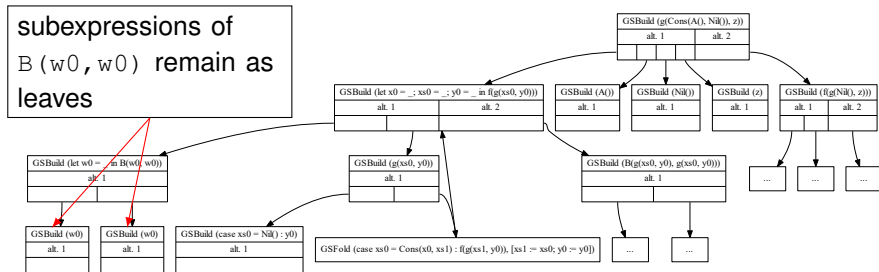 subexpressions of
B(w0,w0) remain as
leaves
GSBuild (g(Cons(A(), Nil()), z))
alt. 1 alt. 2
GSBuild (let x0 = _; xs0 = _; y0 = _ in f(g(xs0, y0)))
alt. 1 alt. 2
GSBuild (A())
alt. 1
GSBuild (Nil())
alt. 1
GSBuild (z)
alt. 1
GSBuild (f(g(Nil(), z)))
alt. 1 alt. 2
GSBuild (let w0 = _ in B(w0, w0))
alt. 1
GSBuild (g(xs0, y0))
alt. 1
GSBuild (B(g(xs0, y0), g(xs0, y0)))
alt. 1
... ... ...
GSBuild (w0)
alt. 1
GSBuild (w0)
alt. 1
GSBuild (case xs0 = Nil() : y0)
alt. 1
GSFold (case xs0 = Cons(x0, xs1) : f(g(xs1, y0)), [xs1 := xs0; y0 := y0])
... ...